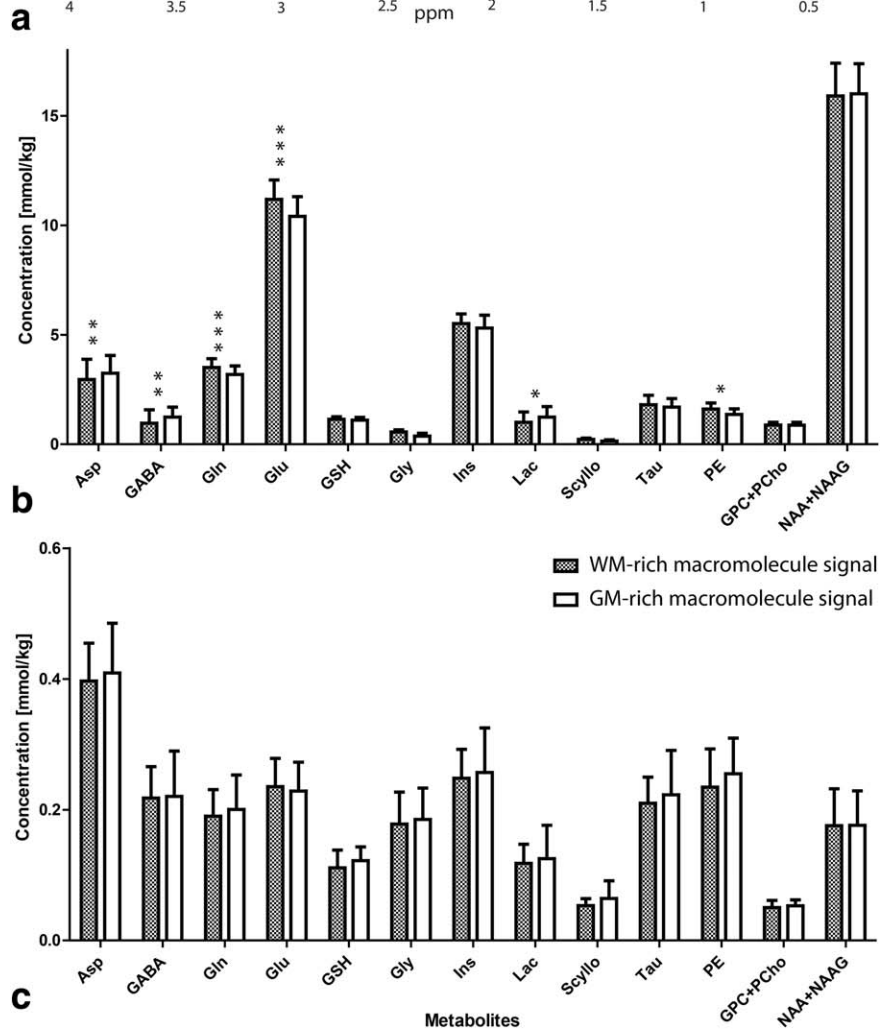 4 3.5 3 2.5 2 1.5 1 0.5
ppm
a
Concentration [mmol/kg]
15
10
5
0
**
**
***
***
*
*
Asp GABA Gln Glu GSH Gly Ins Lac Scyllo Tau PE GPC+PCho NAA+NAAG
b
WM-rich macromolecule signal
GM-rich macromolecule signal
Concentration [mmol/kg]
0.6
0.4
0.2
0.0
Asp GABA Gln Glu GSH Gly Ins Lac Scyllo Tau PE GPC+PCho NAA+NAAG
c
Metabolites